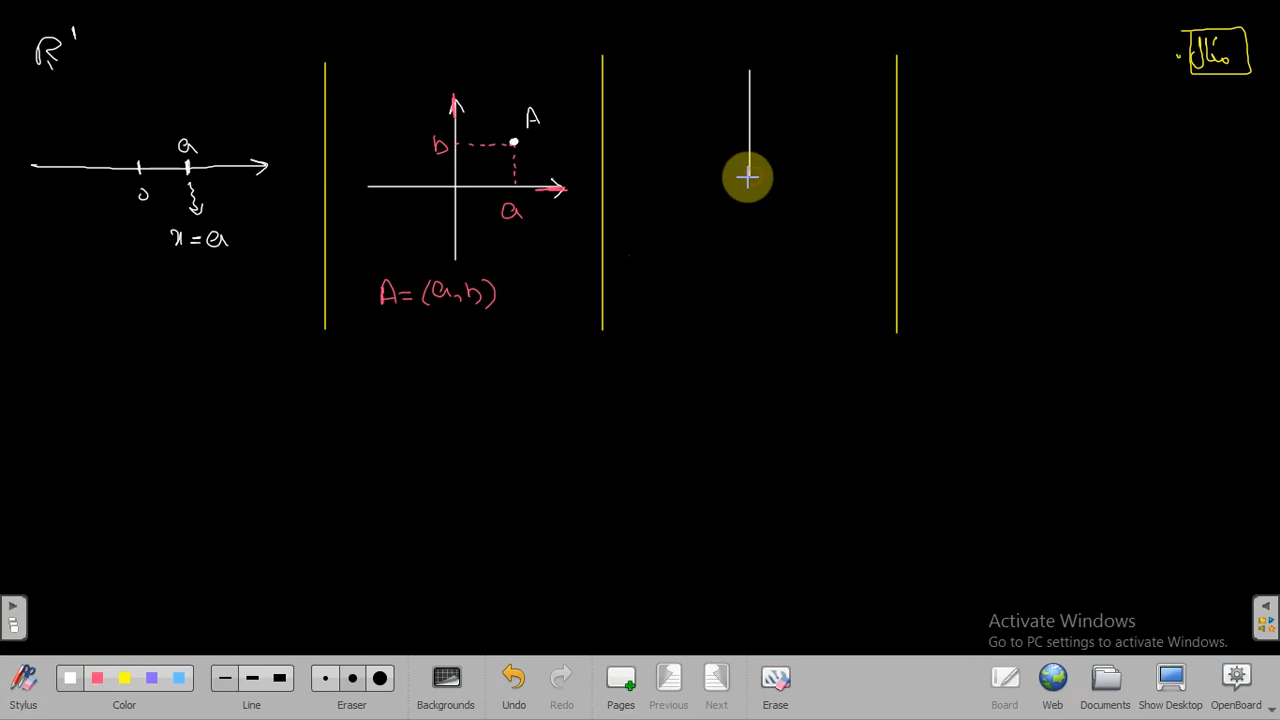 R¹
مثال.
a
0
x = a
A
b
a
A = (a, b)
Activate Windows
Go to PC settings to activate Windows.
Stylus
Color
Line
Eraser
Backgrounds
Undo
Redo
Pages
Previous
Next
Erase
Board
Web
Documents
Show Desktop
OpenBoard